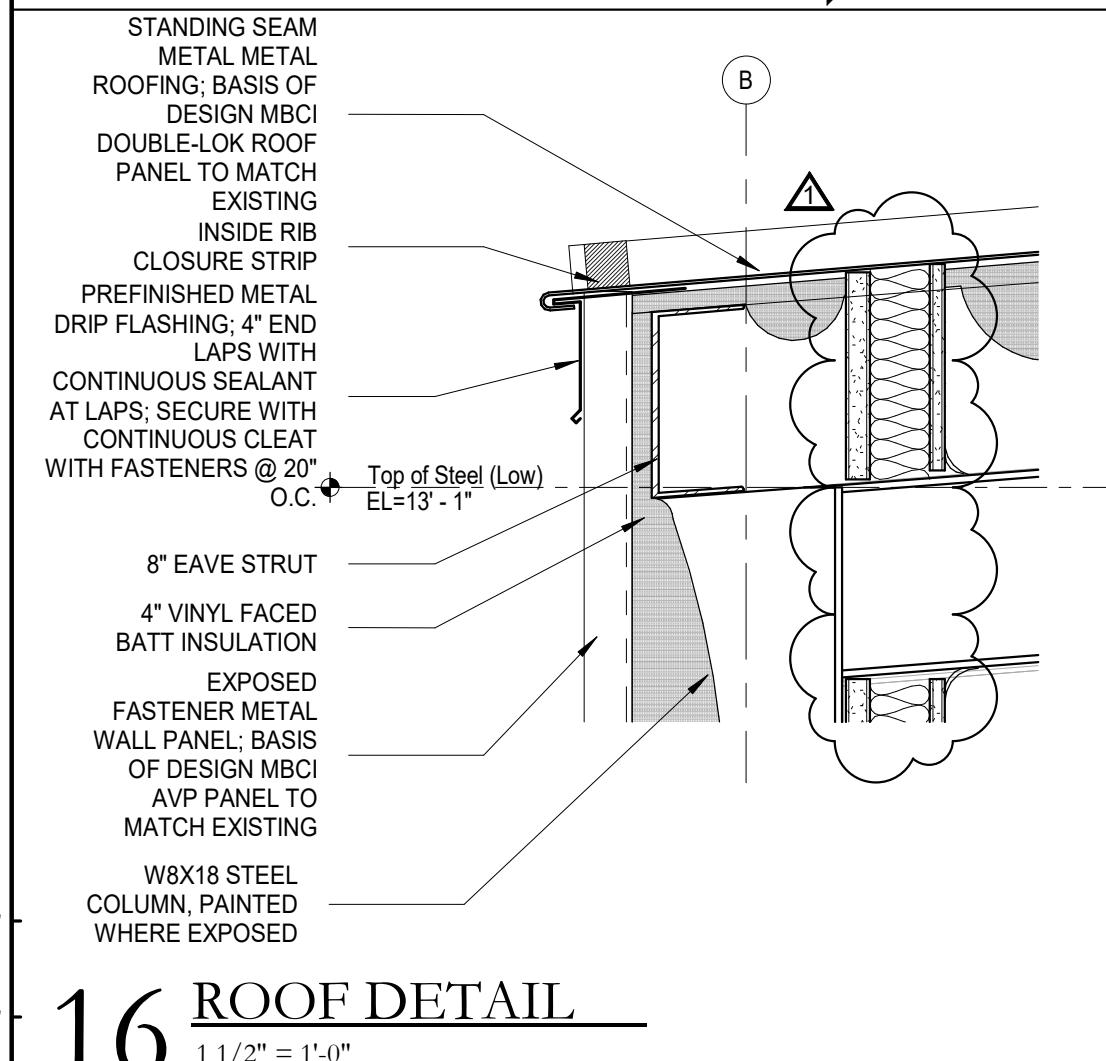 STANDING SEAM
METAL METAL
ROOFING; BASIS OF
DESIGN MBCI
DOUBLE-LOK ROOF
PANEL TO MATCH
EXISTING
INSIDE RIB
CLOSURE STRIP
PREFINISHED METAL
DRIP FLASHING; 4" END
LAPS WITH
CONTINUOUS SEALANT
AT LAPS; SECURE WITH
CONTINUOUS CLEAT
WITH FASTENERS @ 20"
O.C.
B
1
Top of Steel (Low)
EL=13' - 1"
8" EAVE STRUT
4" VINYL FACED
BATT INSULATION
EXPOSED
FASTENER METAL
WALL PANEL; BASIS
OF DESIGN MBCI
AVP PANEL TO
MATCH EXISTING
W8X18 STEEL
COLUMN, PAINTED
WHERE EXPOSED
16
ROOF DETAIL
1 1/2" = 1'-0"